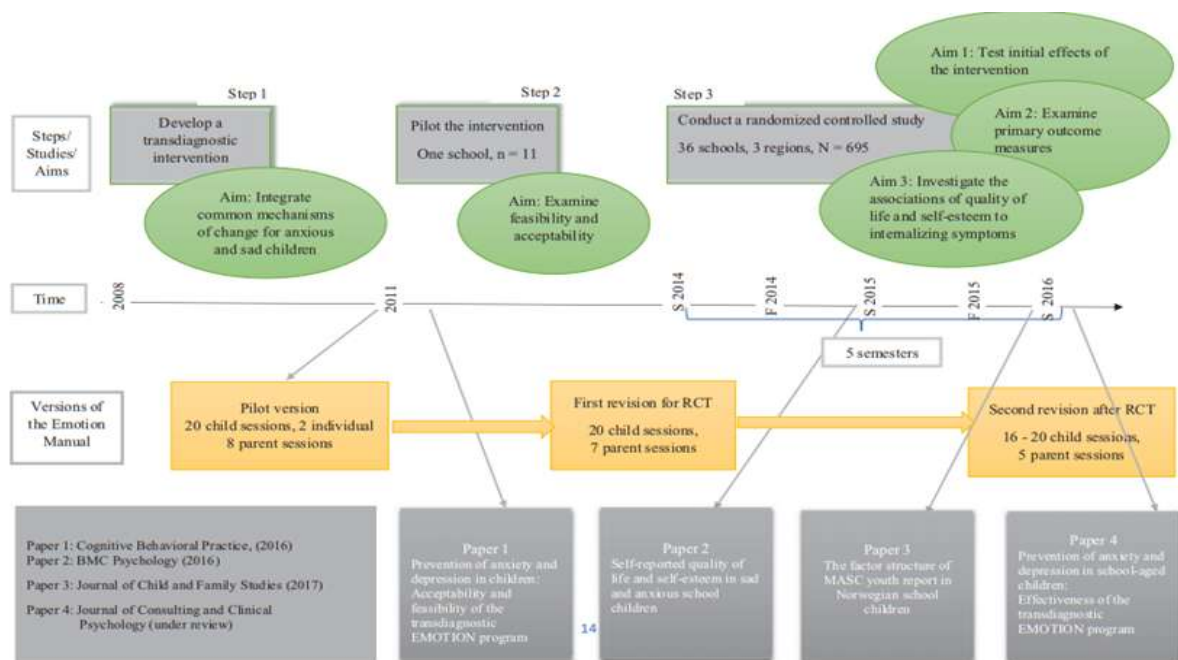 Step 1
Step 2
Step 3
Steps/
Studies/
Aims
Develop a
transdiagnostic
intervention
Aim: Integrate
common mechanisms
of change for anxious
and sad children
Pilot the intervention
One school, n = 11
Aim: Examine
feasibility and
acceptability
Conduct a randomized controlled study
36 schools, 3 regions, N = 695
Aim 1: Test initial effects
of the intervention
Aim 2: Examine
primary outcome
measures
Aim 3: Investigate the
associations of quality of
life and self-esteem to
internalizing symptoms
Time
2008
2011
S 2014
F 2014
S 2015
F 2015
S 2016
5 semesters
Versions of
the Emotion
Manual
Pilot version
20 child sessions, 2 individual
8 parent sessions
First revision for RCT
20 child sessions,
7 parent sessions
Second revision after RCT
16 - 20 child sessions,
5 parent sessions
Paper 1: Cognitive Behavioral Practice, (2016)
Paper 2: BMC Psychology (2016)
Paper 3: Journal of Child and Family Studies (2017)
Paper 4: Journal of Consulting and Clinical
Psychology (under review)
Paper 1
Prevention of anxiety and
depression in children:
Acceptability and
feasibility of the
transdiagnostic
EMOTION program
14
Paper 2
Self-reported quality of
life and self-esteem in sad
and anxious school
children
Paper 3
The factor structure of
MASC youth report in
Norwegian school
children
Paper 4
Prevention of anxiety and
depression in school-aged
children:
Effectiveness of the
transdiagnostic
EMOTION program